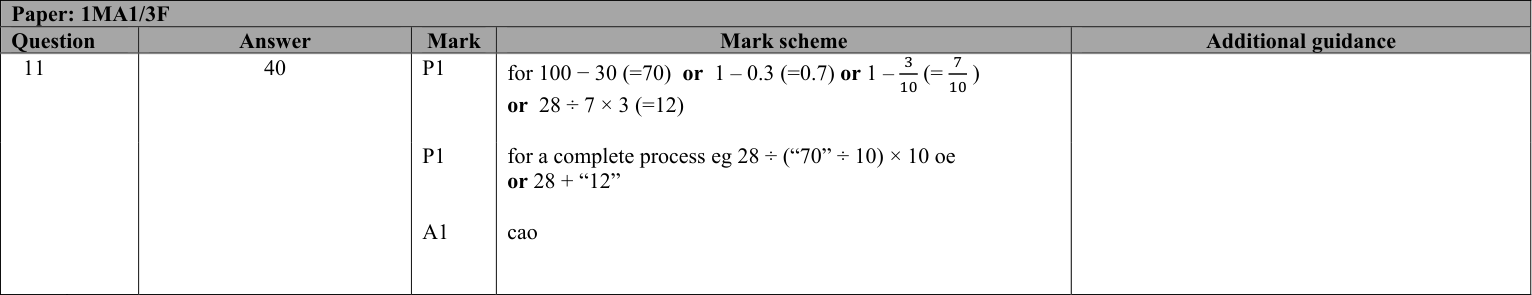 Paper: 1MA1/3F
Question Answer Mark Mark scheme Additional guidance
11 40 P1 for 100 − 30 (=70) or 1 – 0.3 (=0.7) or 1 – 3/10 (= 7/10 )
or 28 ÷ 7 × 3 (=12)
P1 for a complete process eg 28 ÷ (“70” ÷ 10) × 10 oe
or 28 + “12”
A1 cao